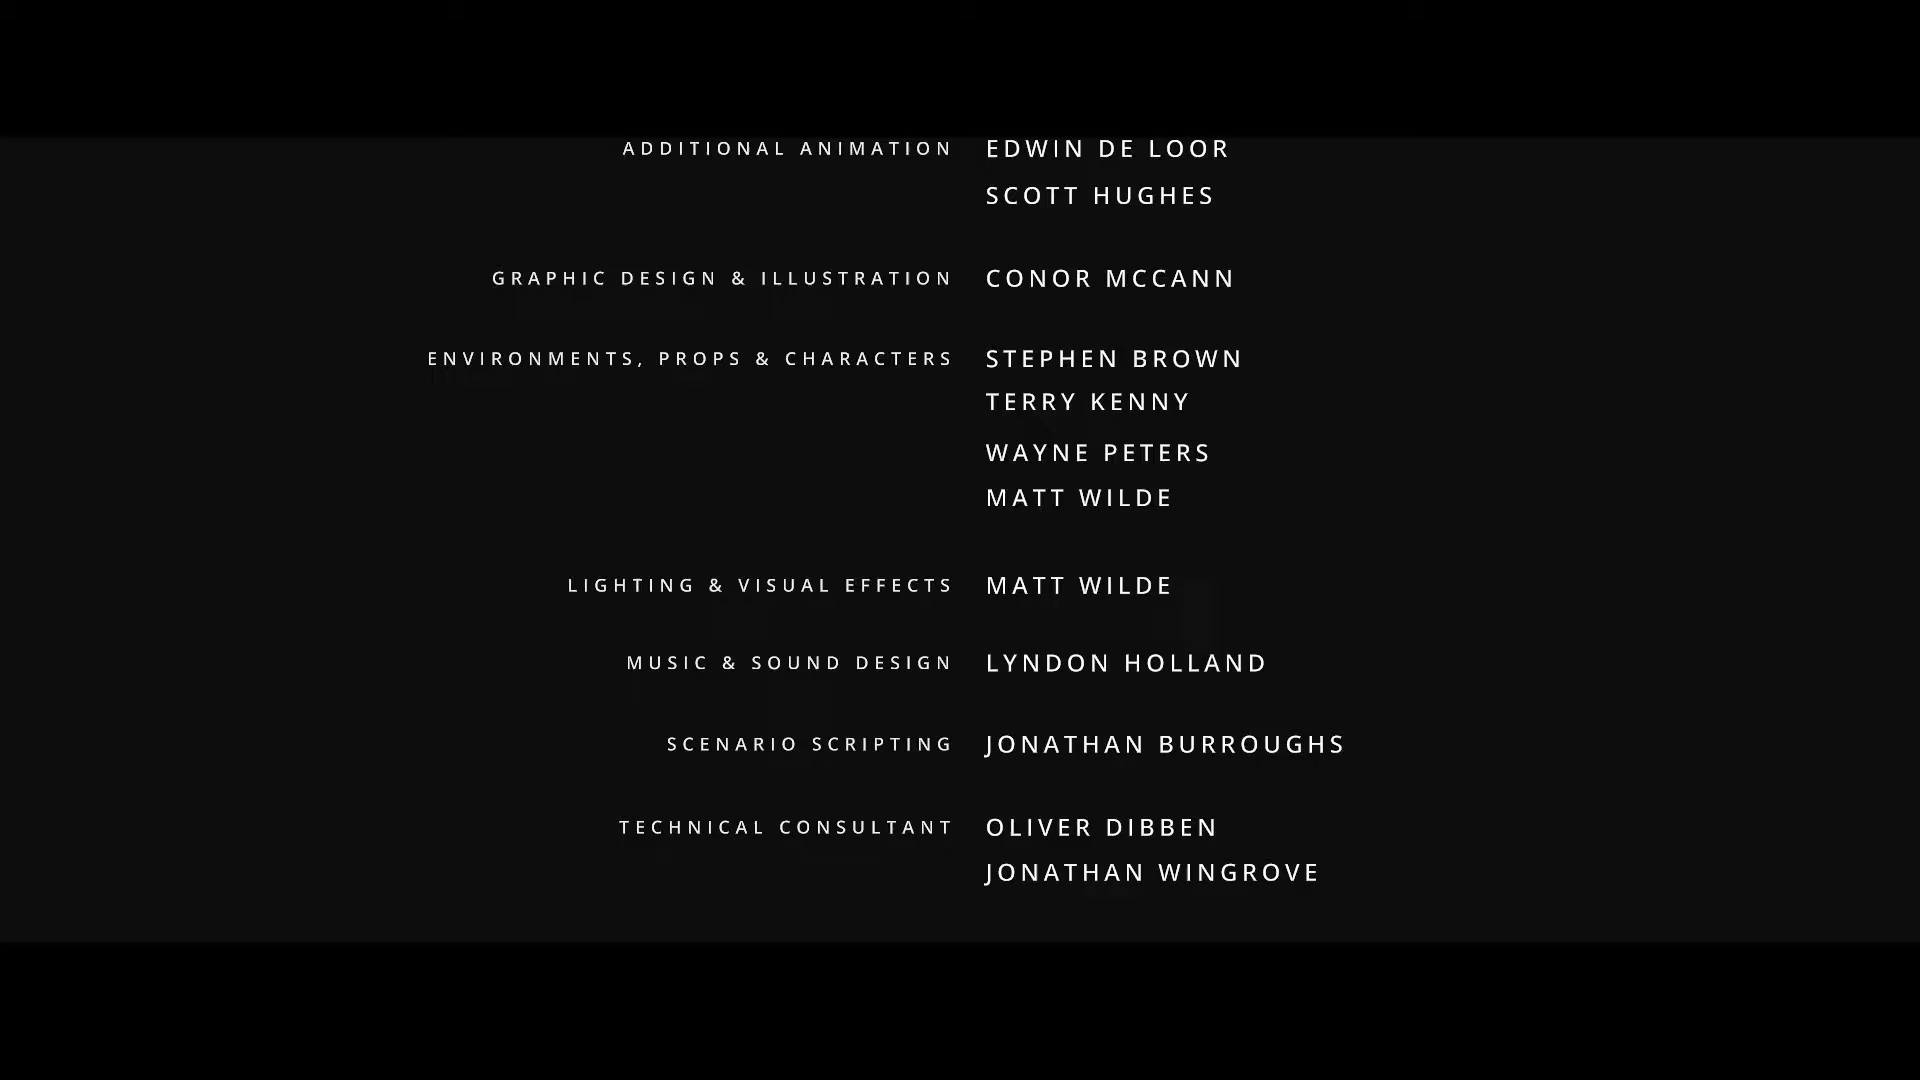 ADDITIONAL ANIMATION EDWIN DE LOOR
SCOTT HUGHES
GRAPHIC DESIGN & ILLUSTRATION CONOR MCCANN
ENVIRONMENTS, PROPS & CHARACTERS STEPHEN BROWN
TERRY KENNY
WAYNE PETERS
MATT WILDE
LIGHTING & VISUAL EFFECTS MATT WILDE
MUSIC & SOUND DESIGN LYNDON HOLLAND
SCENARIO SCRIPTING JONATHAN BURROUGHS
TECHNICAL CONSULTANT OLIVER DIBBEN
JONATHAN WINGROVE